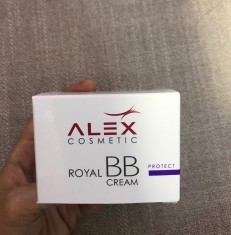 ALEX
COSMETIC
ROYAL BB
CREAM
PROTECT